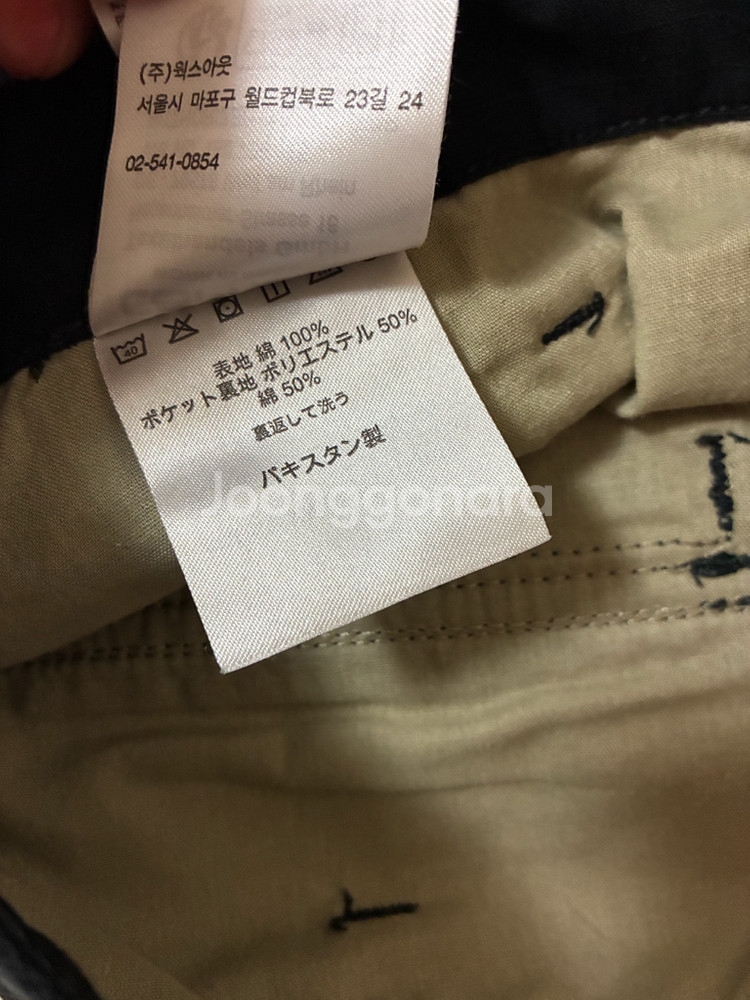 (주)웍스아웃
서울시 마포구 월드컵북로 23길 24
02-541-0854
40
表地 綿 100%
ポケット裏地 ポリエステル 50%
綿 50%
裏返して洗う
パキスタン製
Joonggonara